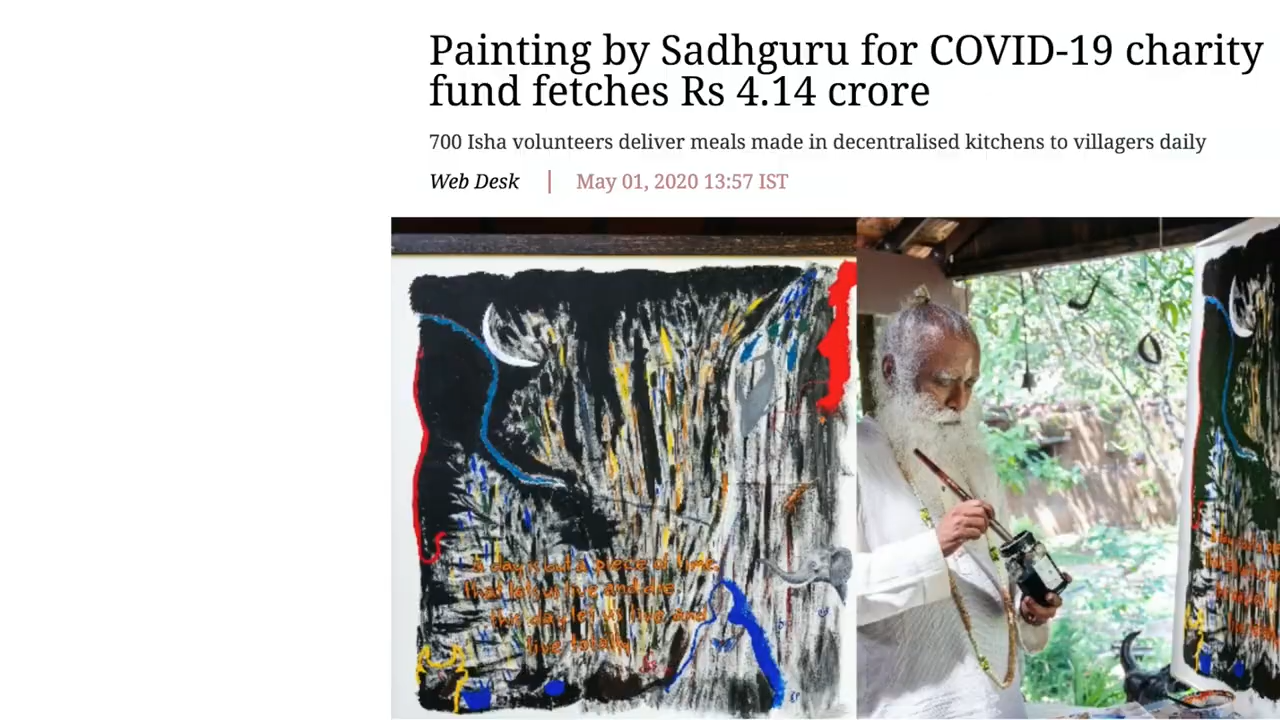 Painting by Sadhguru for COVID-19 charity
fund fetches Rs 4.14 crore
700 Isha volunteers deliver meals made in decentralised kitchens to villagers daily
Web Desk | May 01, 2020 13:57 IST
a day is but a piece of time
that lets us live and die
this day let us live and
live totally